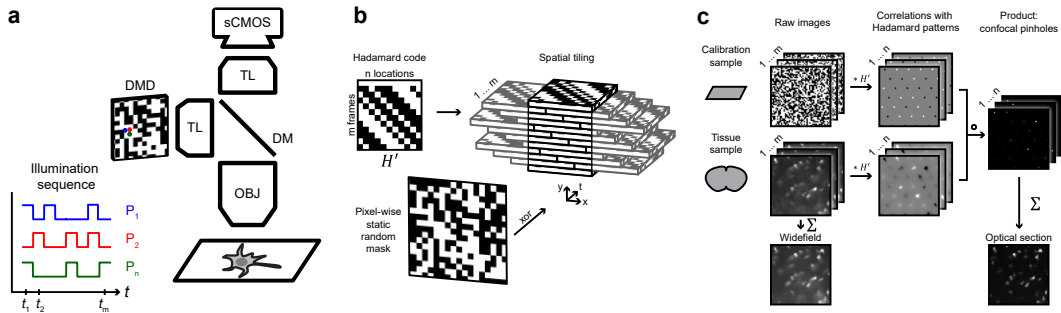 a
sCMOS
TL
DMD
TL
DM
OBJ
Illumination
sequence
P1
P2
Pn
t1 t2 tm t
b
Hadamard code
n locations
m frames
H'
Spatial tiling
1 ... m
y t
x
Pixel-wise
static
random
mask
xor
c
Raw images
Correlations with
Hadamard patterns
Product:
confocal pinholes
Calibration
sample
1 ... m
* H'
1 ... n
1 ... n
Tissue
sample
1 ... m
* H'
1 ... n
Σ
Σ
Widefield
Optical section